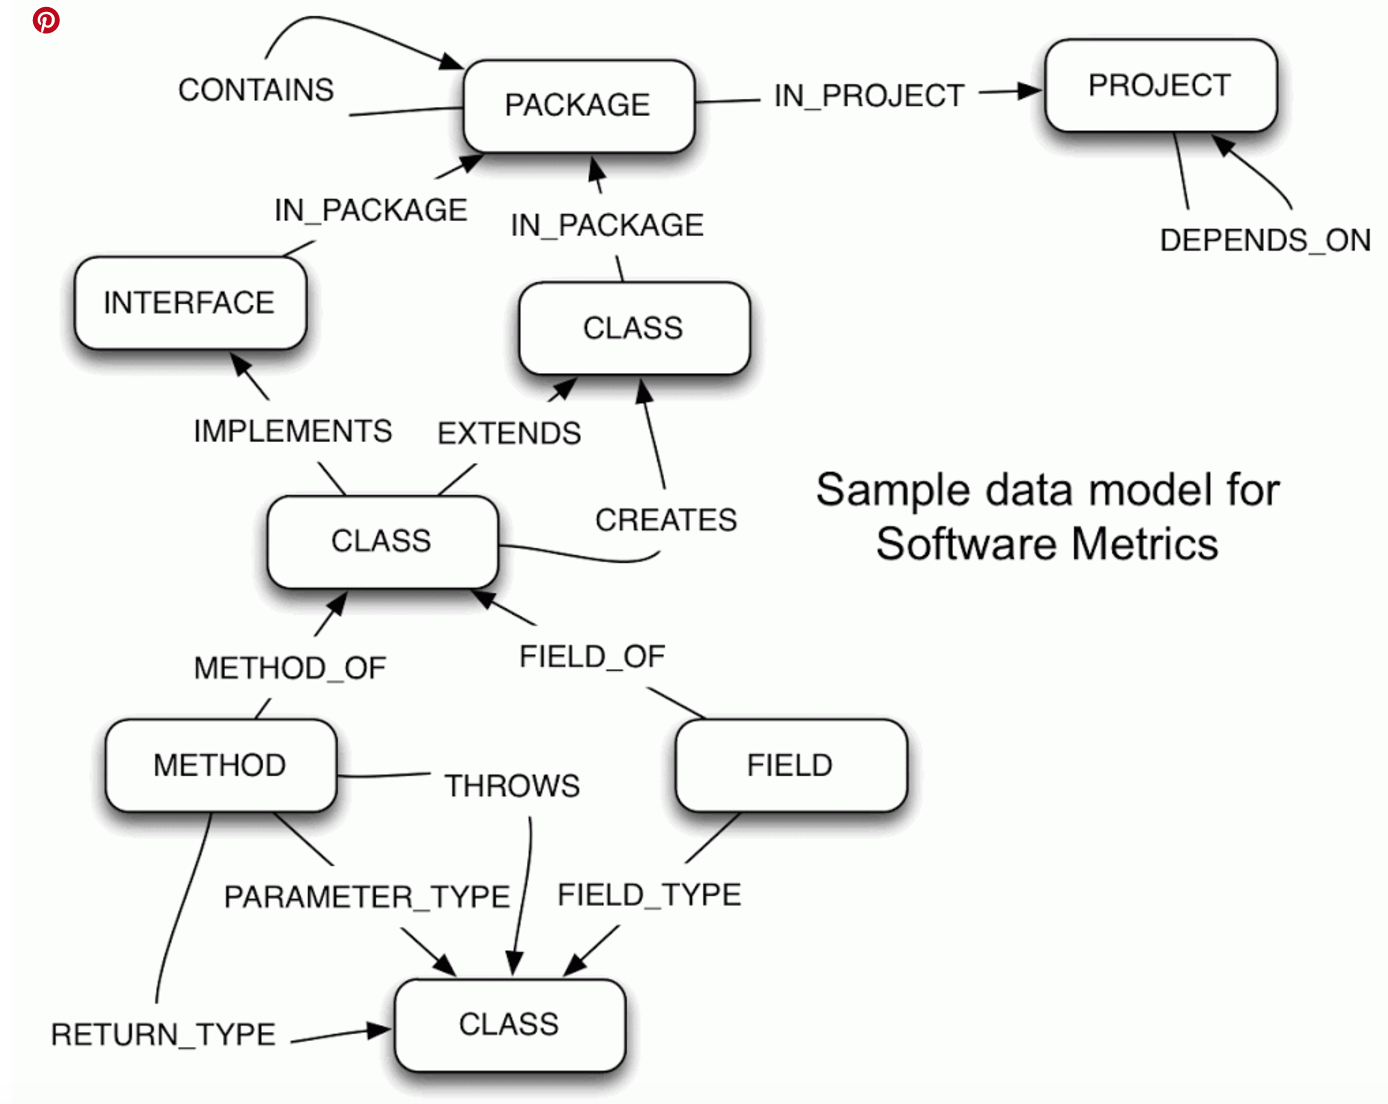 CONTAINS
PACKAGE
IN_PROJECT
PROJECT
IN_PACKAGE
IN_PACKAGE
DEPENDS_ON
INTERFACE
CLASS
IMPLEMENTS
EXTENDS
Sample data model for
Software Metrics
CREATES
CLASS
METHOD_OF
FIELD_OF
METHOD
THROWS
FIELD
PARAMETER_TYPE
FIELD_TYPE
RETURN_TYPE
CLASS